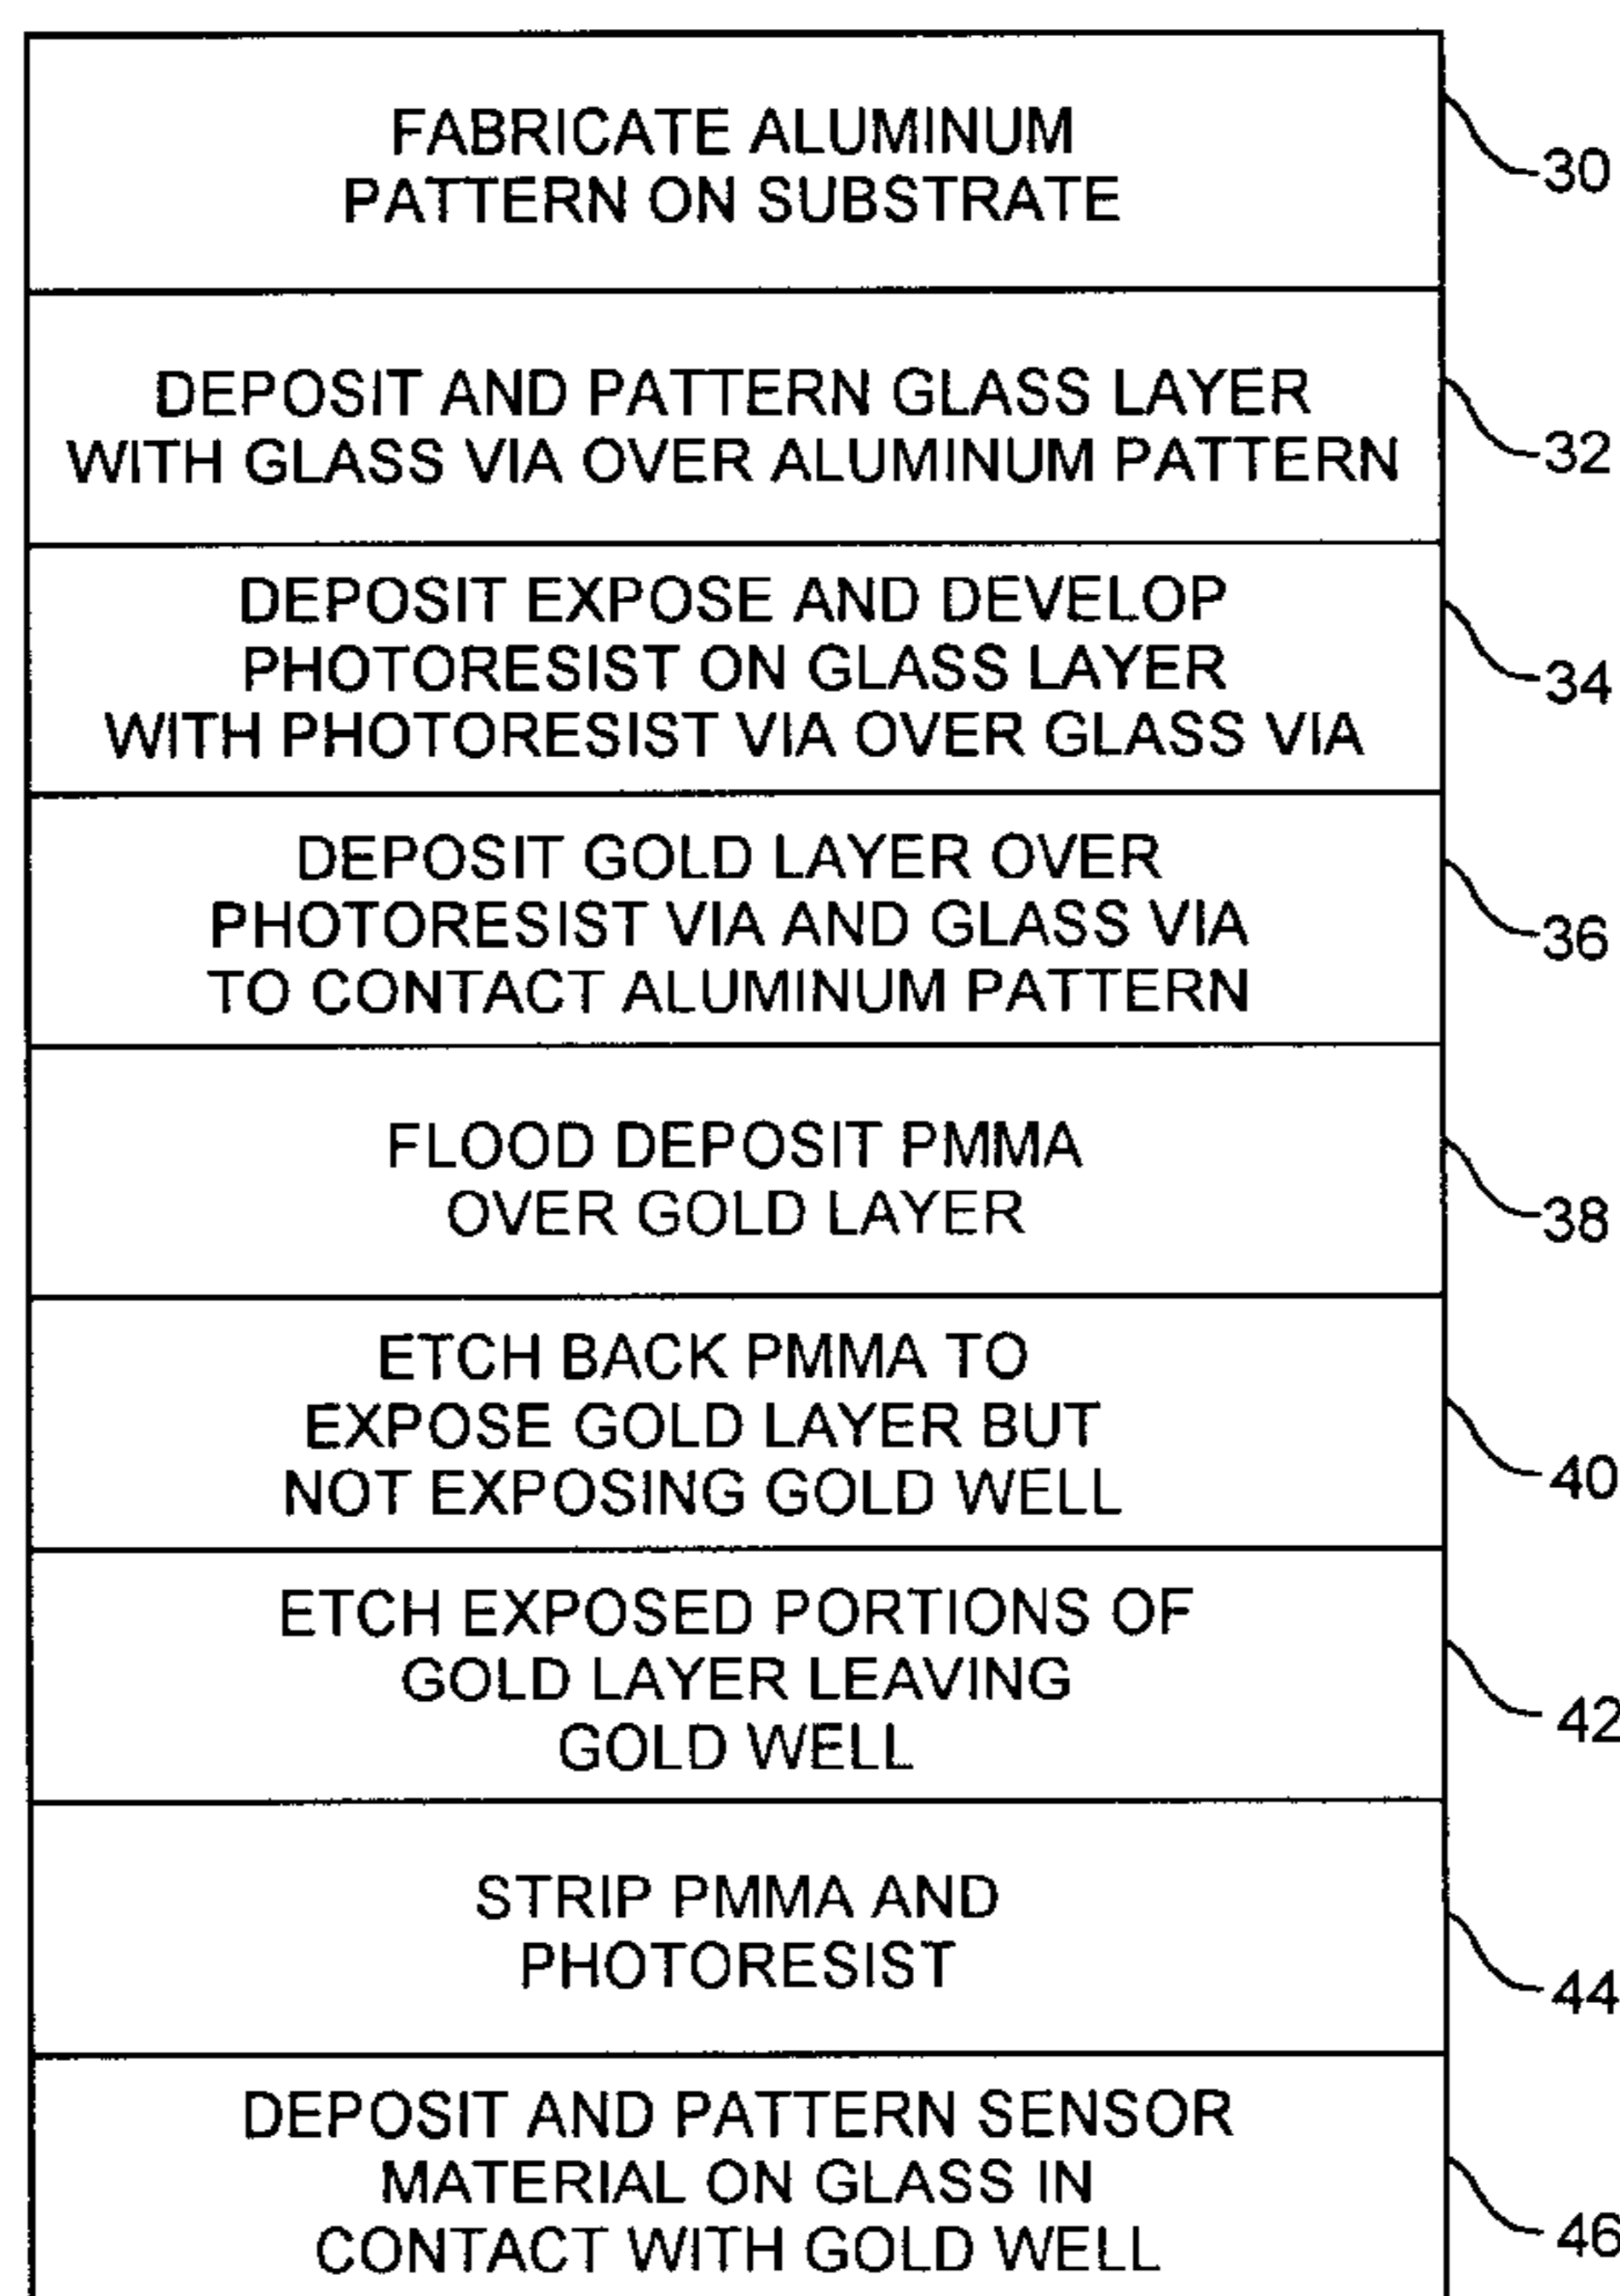 FABRICATE ALUMINUM
PATTERN ON SUBSTRATE
30
DEPOSIT AND PATTERN GLASS LAYER
WITH GLASS VIA OVER ALUMINUM PATTERN
32
DEPOSIT EXPOSE AND DEVELOP
PHOTORESIST ON GLASS LAYER
WITH PHOTORESIST VIA OVER GLASS VIA
34
DEPOSIT GOLD LAYER OVER
PHOTORESIST VIA AND GLASS VIA
TO CONTACT ALUMINUM PATTERN
36
FLOOD DEPOSIT PMMA
OVER GOLD LAYER
38
ETCH BACK PMMA TO
EXPOSE GOLD LAYER BUT
NOT EXPOSING GOLD WELL
40
ETCH EXPOSED PORTIONS OF
GOLD LAYER LEAVING
GOLD WELL
42
STRIP PMMA AND
PHOTORESIST
44
DEPOSIT AND PATTERN SENSOR
MATERIAL ON GLASS IN
CONTACT WITH GOLD WELL
46